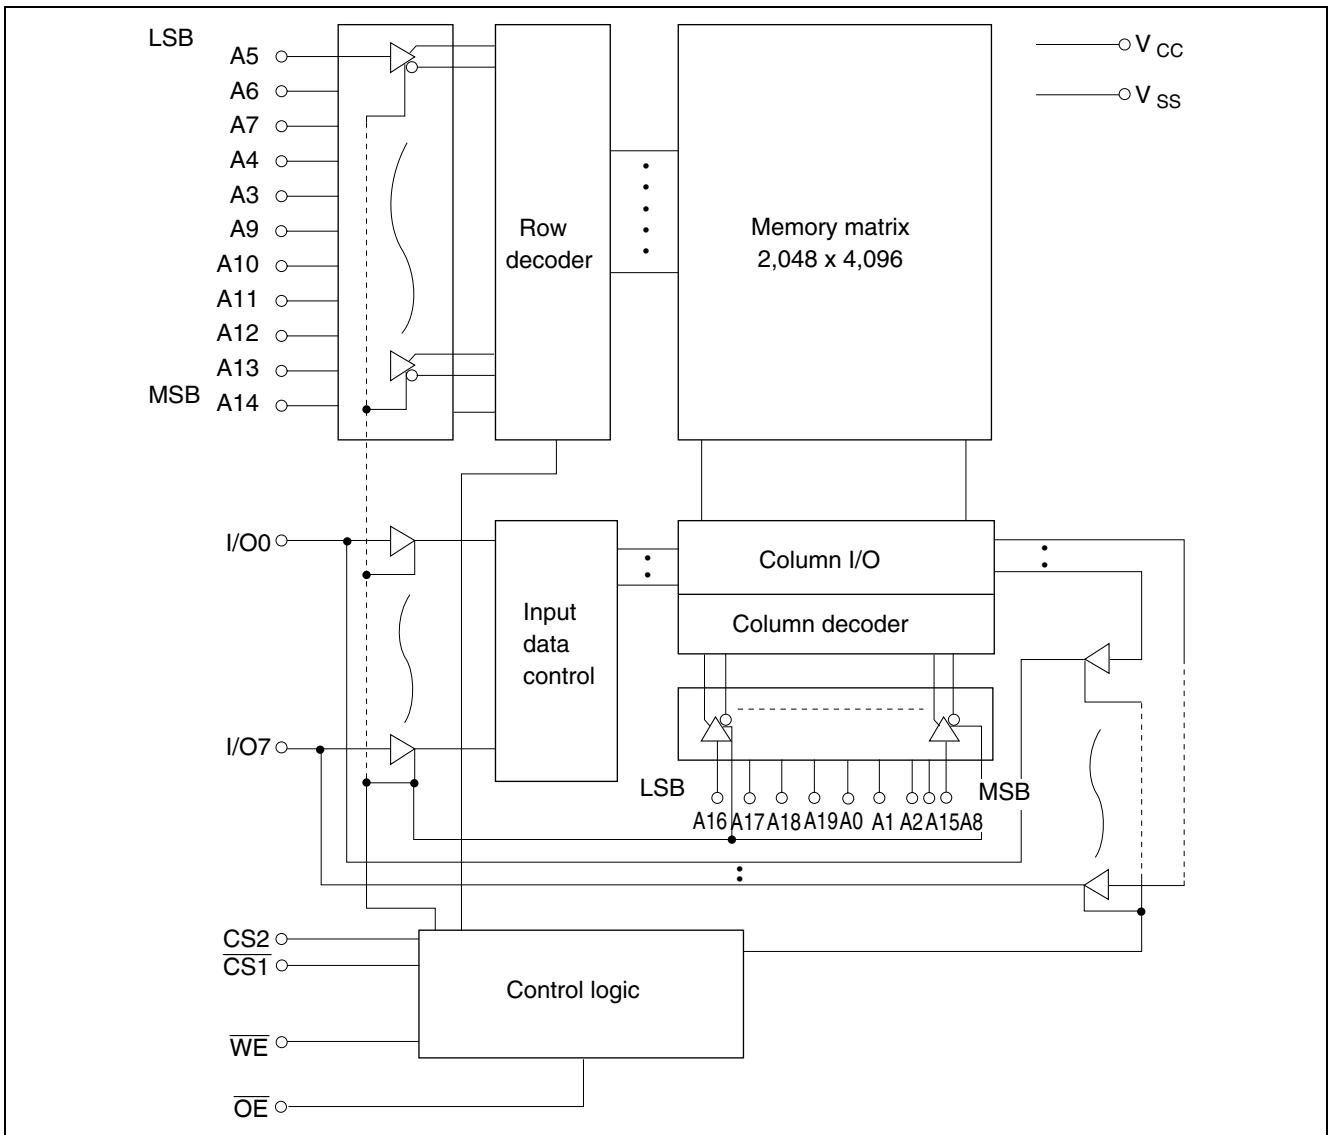 LSB
A5
A6
A7
A4
A3
A9
A10
A11
A12
A13
MSB A14
Row
decoder
Memory matrix
2,048 x 4,096
V CC
V SS
I/O0
I/O7
Input
data
control
Column I/O
Column decoder
LSB
MSB
A16 A17 A18 A19 A0 A1 A2 A15 A8
CS2
CS1
WE
OE
Control logic